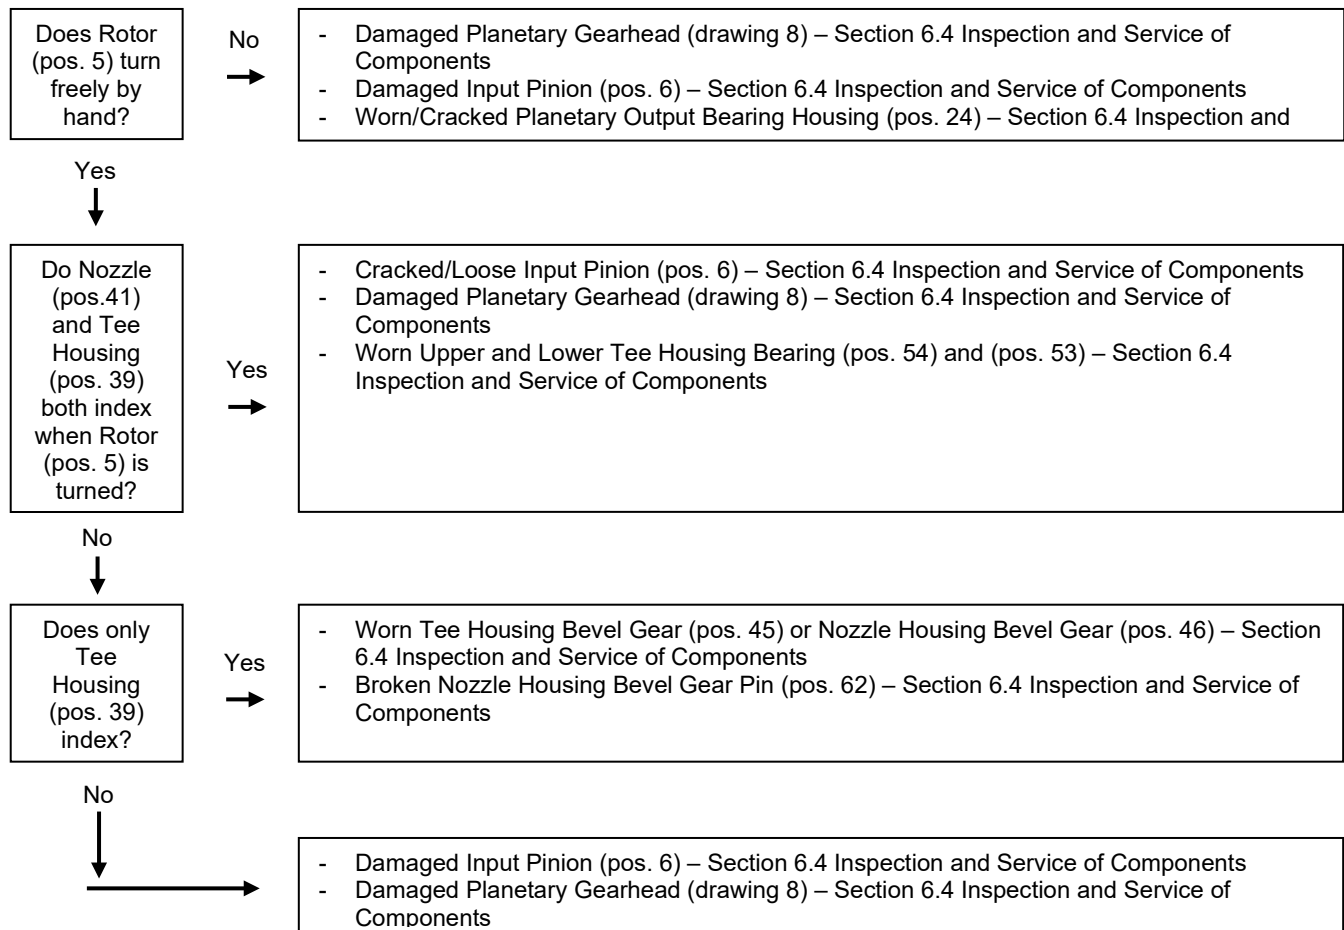 Does Rotor
(pos. 5) turn
freely by
hand?
No
- Damaged Planetary Gearhead (drawing 8) – Section 6.4 Inspection and Service of
Components
- Damaged Input Pinion (pos. 6) – Section 6.4 Inspection and Service of Components
- Worn/Cracked Planetary Output Bearing Housing (pos. 24) – Section 6.4 Inspection and
Yes
Do Nozzle
(pos.41)
and Tee
Housing
(pos. 39)
both index
when Rotor
(pos. 5) is
turned?
Yes
- Cracked/Loose Input Pinion (pos. 6) – Section 6.4 Inspection and Service of Components
- Damaged Planetary Gearhead (drawing 8) – Section 6.4 Inspection and Service of
Components
- Worn Upper and Lower Tee Housing Bearing (pos. 54) and (pos. 53) – Section 6.4
Inspection and Service of Components
No
Does only
Tee
Housing
(pos. 39)
index?
Yes
- Worn Tee Housing Bevel Gear (pos. 45) or Nozzle Housing Bevel Gear (pos. 46) – Section
6.4 Inspection and Service of Components
- Broken Nozzle Housing Bevel Gear Pin (pos. 62) – Section 6.4 Inspection and Service of
Components
No
- Damaged Input Pinion (pos. 6) – Section 6.4 Inspection and Service of Components
- Damaged Planetary Gearhead (drawing 8) – Section 6.4 Inspection and Service of
Components